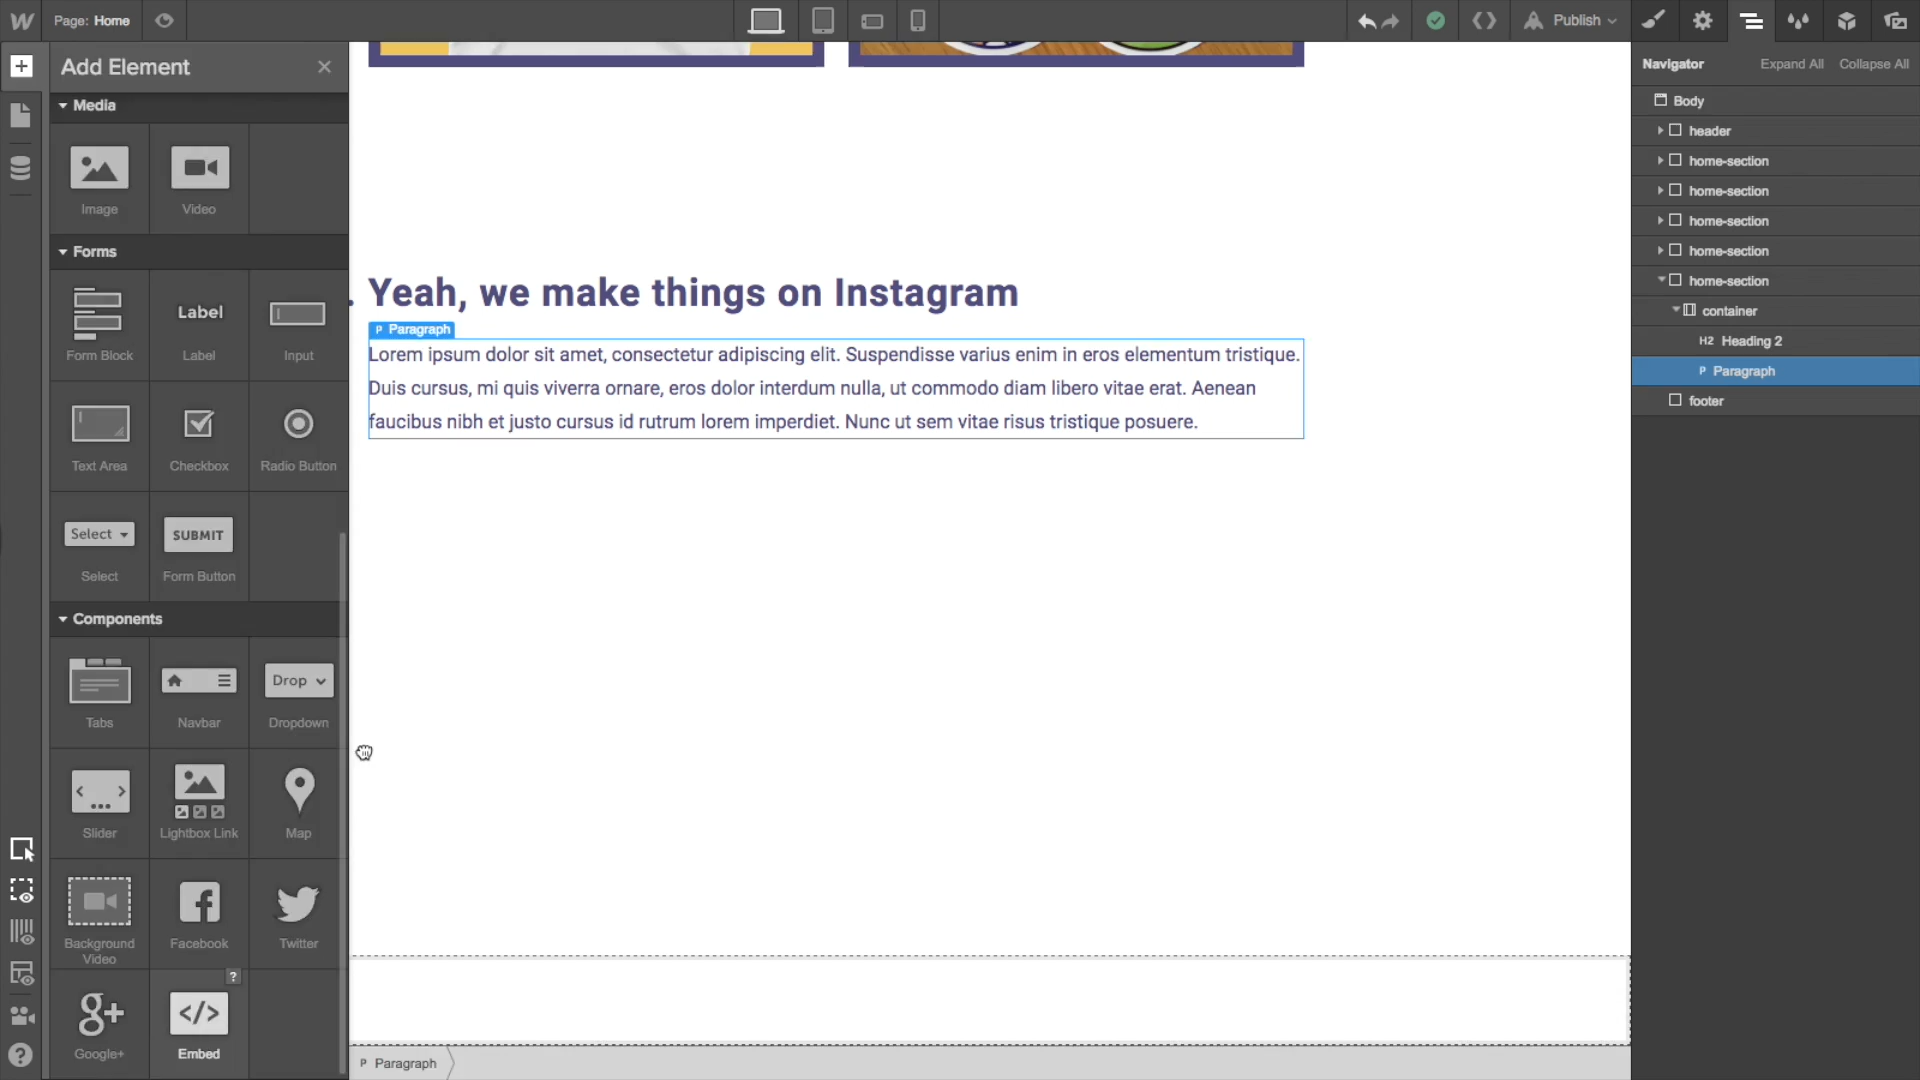 Page: Home
Publish
Add Element
Media
Image
Video
Forms
Label
Form Block
Label
Input
Text Area
Checkbox
Radio Button
Select
SUBMIT
Select
Form Button
Components
Drop
Tabs
Navbar
Dropdown
Slider
Lightbox Link
Map
Background
Video
Facebook
Twitter
?
g+
</>
Google+
Embed
. Yeah, we make things on Instagram
P Paragraph
Lorem ipsum dolor sit amet, consectetur adipiscing elit. Suspendisse varius enim in eros elementum tristique.
Duis cursus, mi quis viverra ornare, eros dolor interdum nulla, ut commodo diam libero vitae erat. Aenean
faucibus nibh et justo cursus id rutrum lorem imperdiet. Nunc ut sem vitae risus tristique posuere.
P Paragraph
Navigator
Expand All
Collapse All
Body
header
home-section
home-section
home-section
home-section
home-section
container
H2 Heading 2
P Paragraph
footer